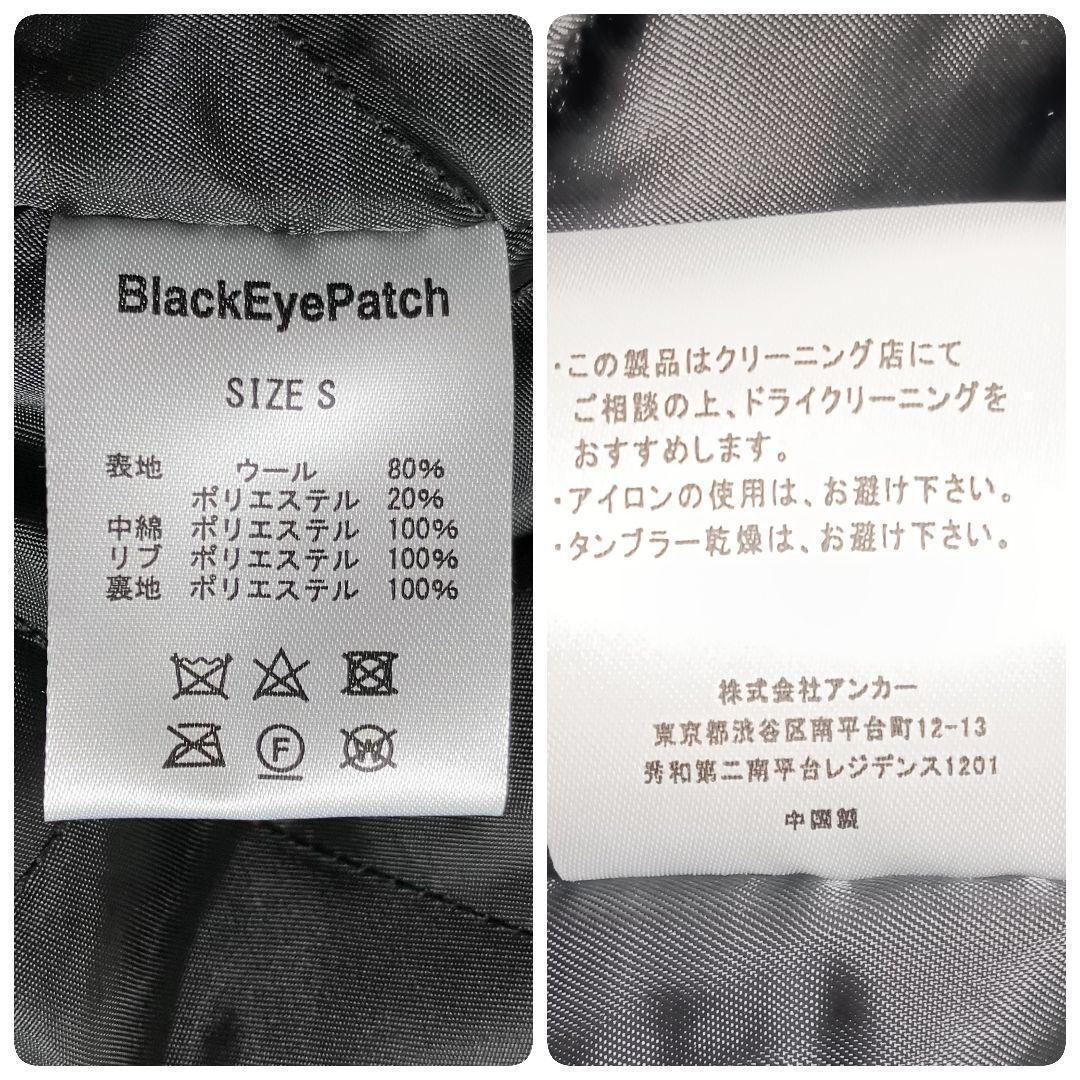 BlackEyePatch
SIZE S
表地 ウール 80%
ポリエステル 20%
中綿 ポリエステル 100%
リブ ポリエステル 100%
裏地 ポリエステル 100%
F
W
・この製品はクリーニング店にて
ご相談の上、ドライクリーニングを
おすすめします。
・アイロンの使用は、お避け下さい。
・タンブラー乾燥は、お避け下さい。
株式会社アンカー
東京都渋谷区南平台町12-13
秀和第二南平台レジデンス1201
中国製